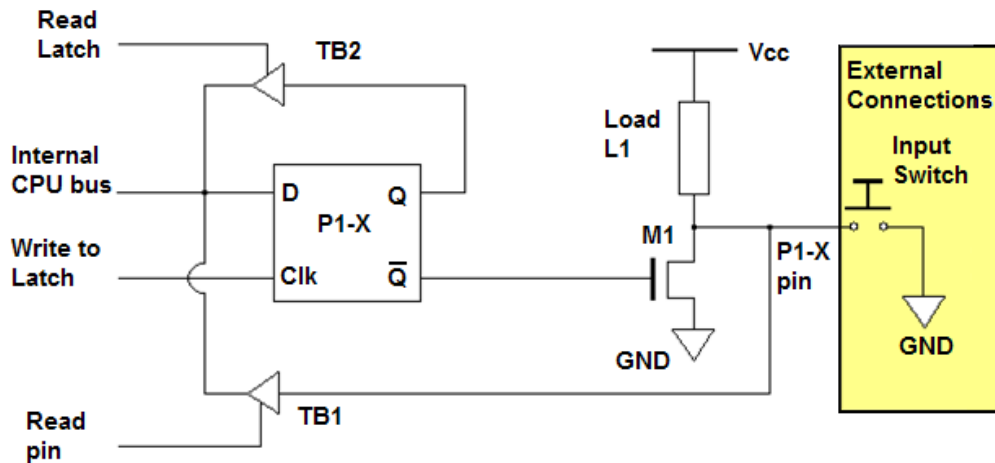 Read
Latch
TB2
Vcc
External
Connections
Load
L1
Input
Switch
Internal
CPU bus
D
Q
P1-X
M1
P1-X
pin
Write to
Latch
Clk
Q̅
GND
GND
TB1
Read
pin